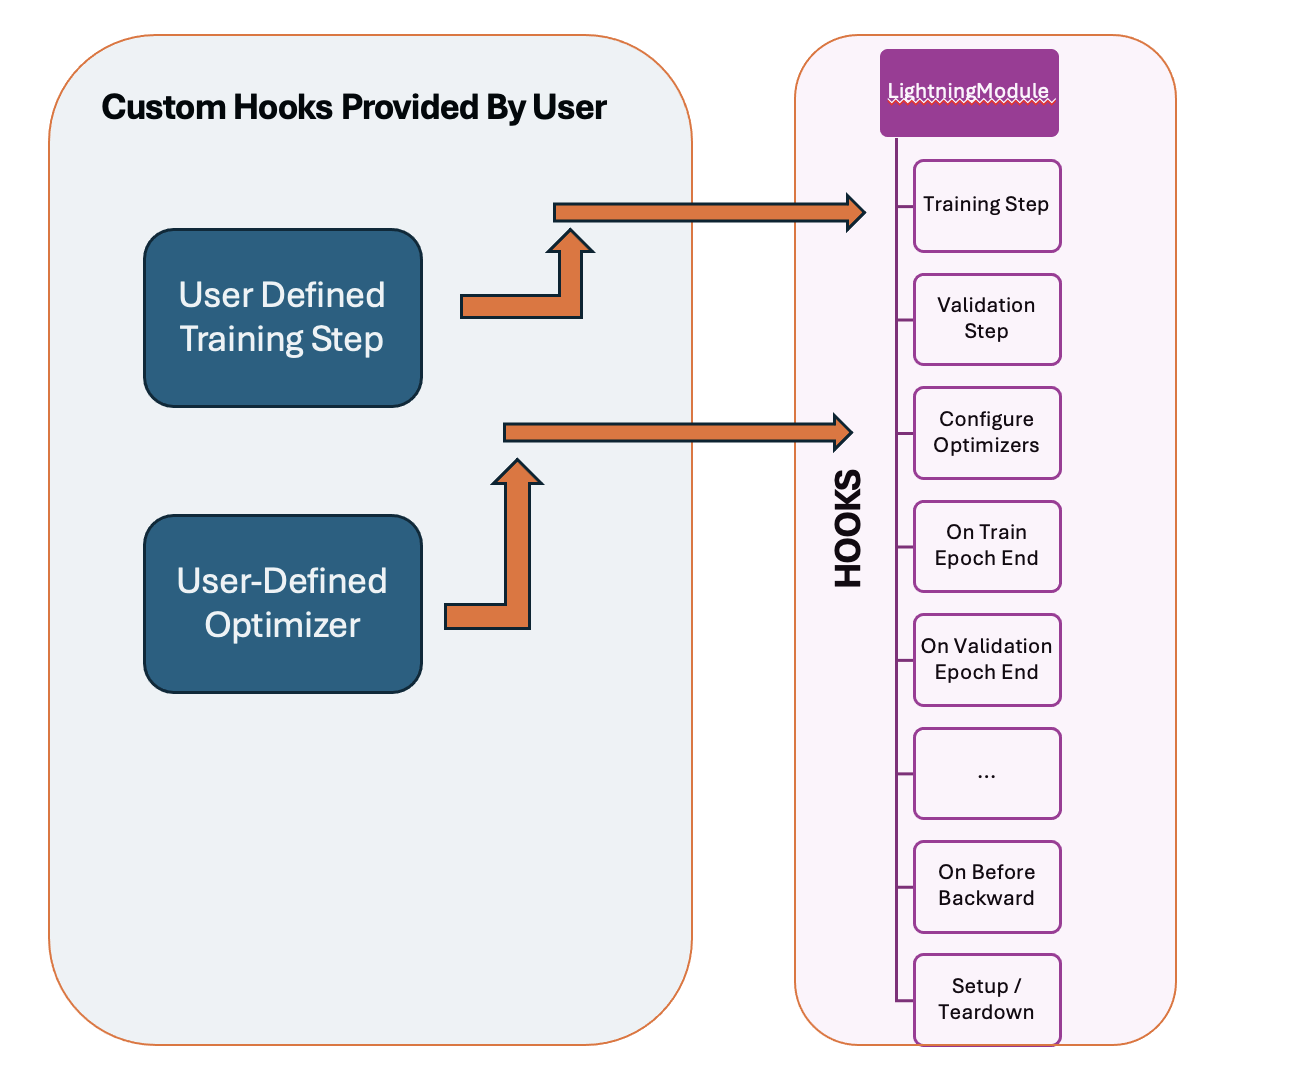 Custom Hooks Provided By User
User Defined
Training Step
User-Defined
Optimizer
LightningModule
HOOKS
Training Step
Validation
Step
Configure
Optimizers
On Train
Epoch End
On Validation
Epoch End
...
On Before
Backward
Setup /
Teardown